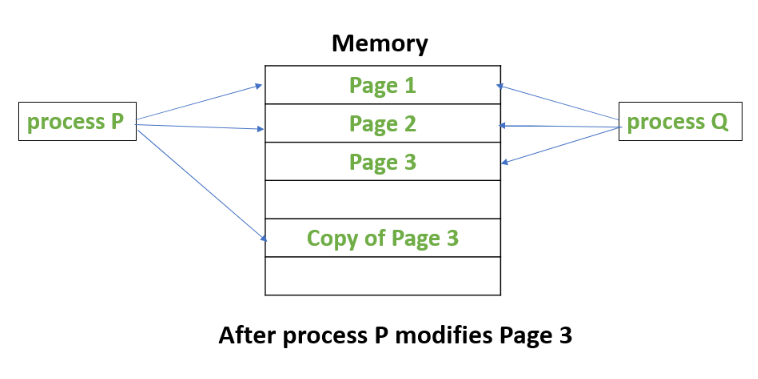 Memory
Page 1
process P
Page 2
process Q
Page 3
Copy of Page 3
After process P modifies Page 3